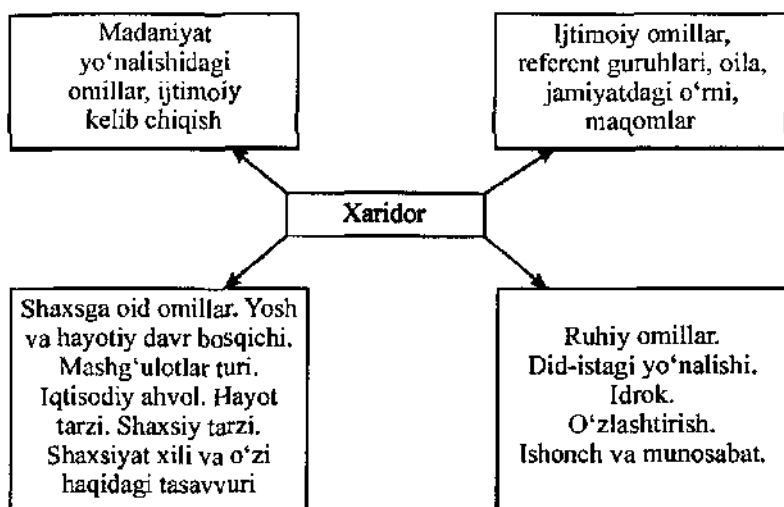 Madaniyat
yo‘nalishidagi
omillar, ijtimoiy
kelib chiqish
Ijtimoiy omillar,
referent guruhlari, oila,
jamiyatdagi o‘rni,
maqomlar
Xaridor
Shaxsga oid omillar. Yosh
va hayotiy davr bosqichi.
Mashg‘ulotlar turi.
Iqtisodiy ahvol. Hayot
tarzi. Shaxsiy tarzi.
Shaxsiyat xili va o‘zi
haqidagi tasavvuri
Ruhiy omillar.
Did-istagi yo‘nalishi.
Idrok.
O‘zlashtirish.
Ishonch va munosabat.